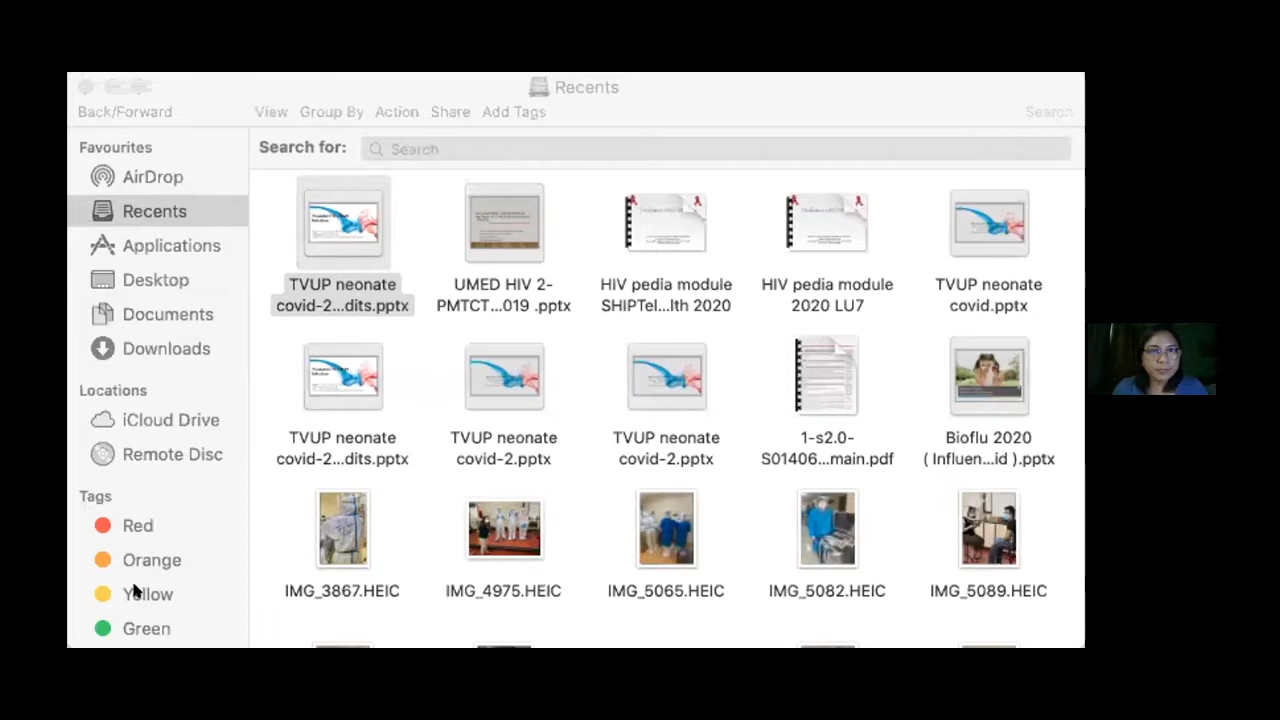 Recents
Back/Forward
View Group By Action Share Add Tags
Search
Favourites
AirDrop
Recents
Applications
Desktop
Documents
Downloads
Locations
iCloud Drive
Remote Disc
Tags
Red
Orange
Yellow
Green
Search for:
Search
TVUP neonate
covid-2...dits.pptx
UMED HIV 2-
PMTCT...019 .pptx
HIV pedia module
SHIPTel...lth 2020
HIV pedia module
2020 LU7
TVUP neonate
covid.pptx
TVUP neonate
covid-2...dits.pptx
TVUP neonate
covid-2.pptx
TVUP neonate
covid-2.pptx
1-s2.0-
S01406...main.pdf
Bioflu 2020
( Influen...id ).pptx
IMG_3867.HEIC
IMG_4975.HEIC
IMG_5065.HEIC
IMG_5082.HEIC
IMG_5089.HEIC